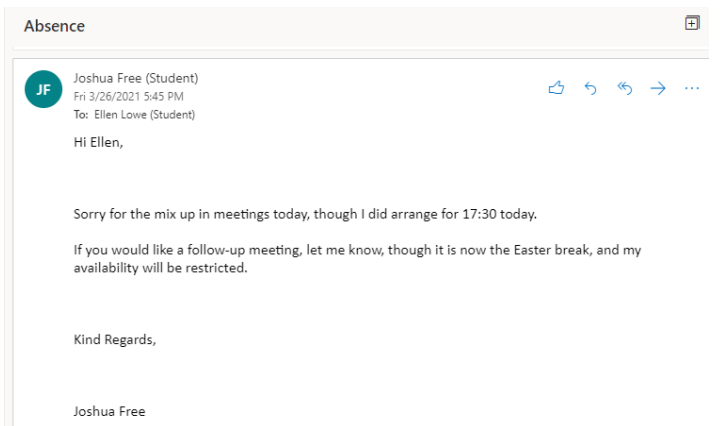 Absence
JF
Joshua Free (Student)
Fri 3/26/2021 5:45 PM
To: Ellen Lowe (Student)
Hi Ellen,
Sorry for the mix up in meetings today, though I did arrange for 17:30 today.
If you would like a follow-up meeting, let me know, though it is now the Easter break, and my
availability will be restricted.
Kind Regards,
Joshua Free